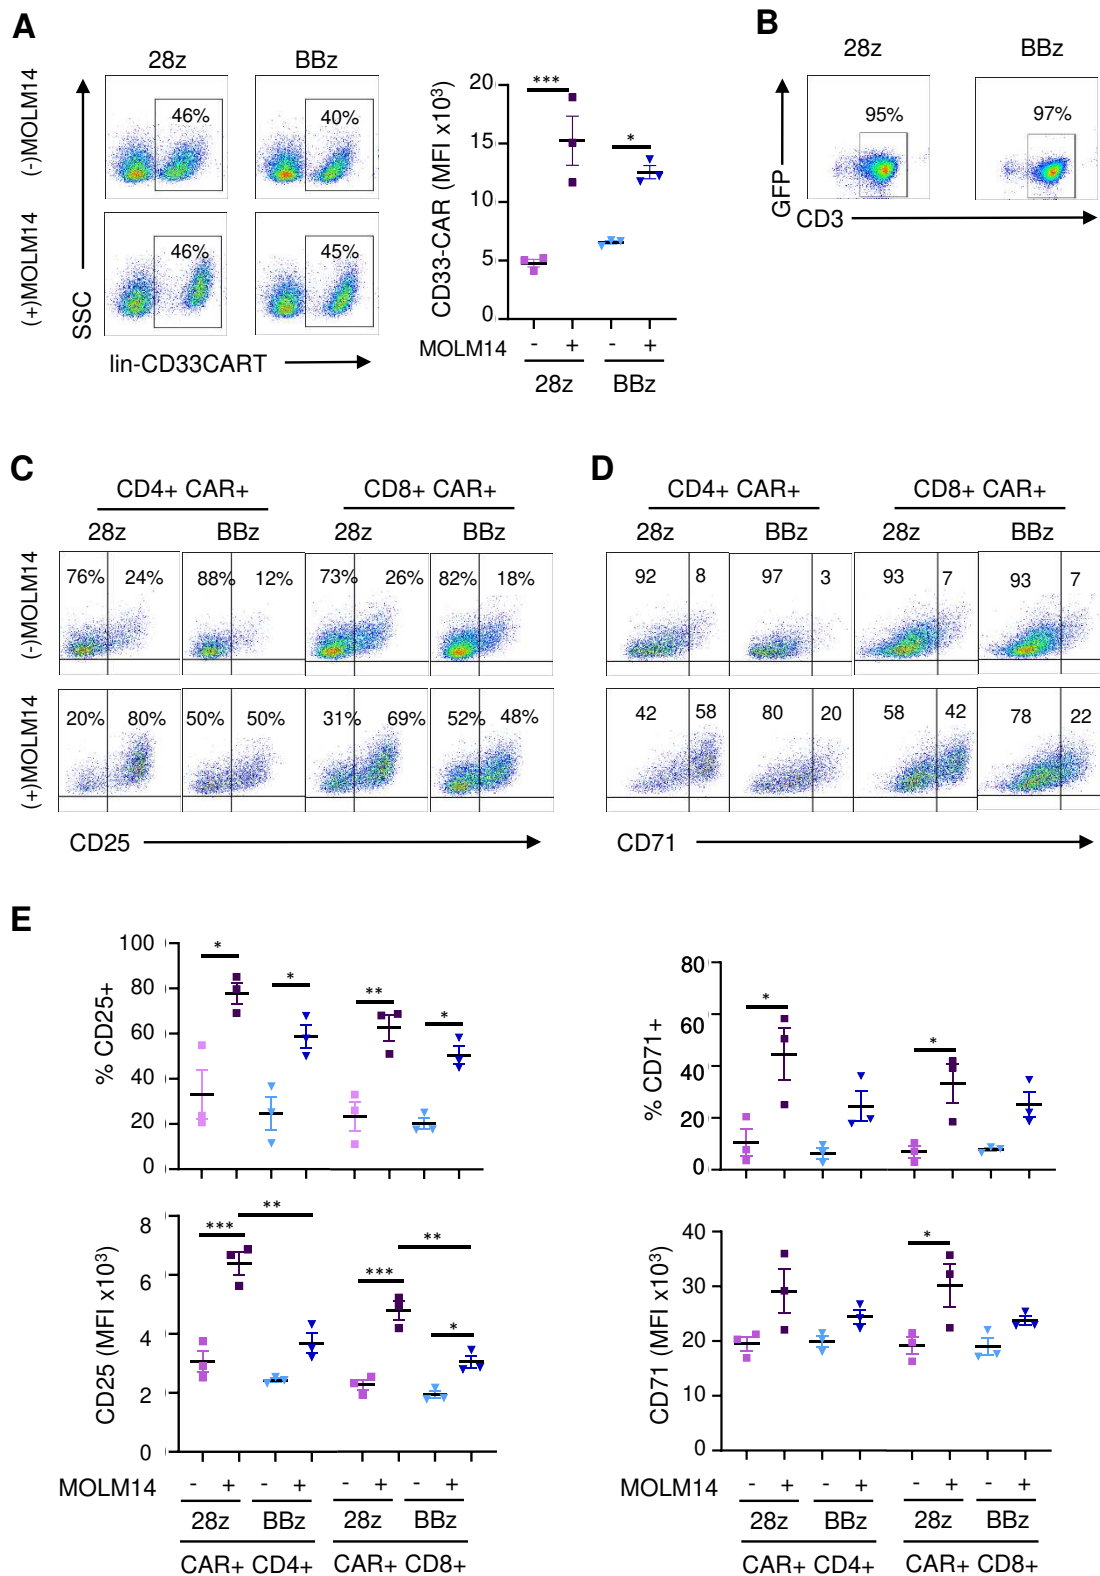 A
28z
BBz
(-)MOLM14
46%
40%
(+)MOLM14
46%
45%
SSC
lin-CD33CART
CD33-CAR (MFI x10³)
20
15
10
5
0
***
*
MOLM14
- + - +
28z
BBz
B
28z
BBz
95%
97%
GFP
CD3
C
CD4+ CAR+
CD8+ CAR+
28z
BBz
28z
BBz
(-)MOLM14
76% 24% 88% 12% 73% 26% 82% 18%
(+)MOLM14
20% 80% 50% 50% 31% 69% 52% 48%
CD25
D
CD4+ CAR+
CD8+ CAR+
28z
BBz
28z
BBz
(-)MOLM14
92 8 97 3 93 7 93 7
(+)MOLM14
42 58 80 20 58 42 78 22
CD71
E
% CD25+
100
80
60
40
20
0
* * ** *
% CD71+
80
60
40
20
0
* *
CD25 (MFI x10³)
8
6
4
2
0
*** ** *** ** *
MOLM14
- + - + - + - +
28z BBz 28z BBz
CAR+ CD4+ CAR+ CD8+
CD71 (MFI x10³)
40
30
20
10
0
*
MOLM14
- + - + - + - +
28z BBz 28z BBz
CAR+ CD4+ CAR+ CD8+